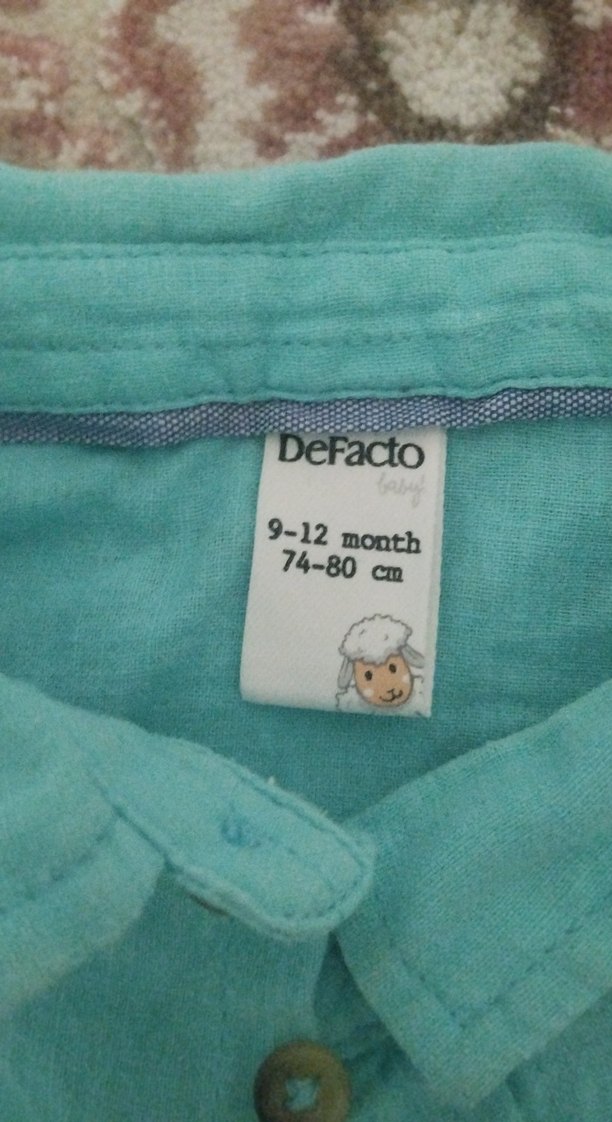 DeFacto
baby
9-12 month
74-80 cm